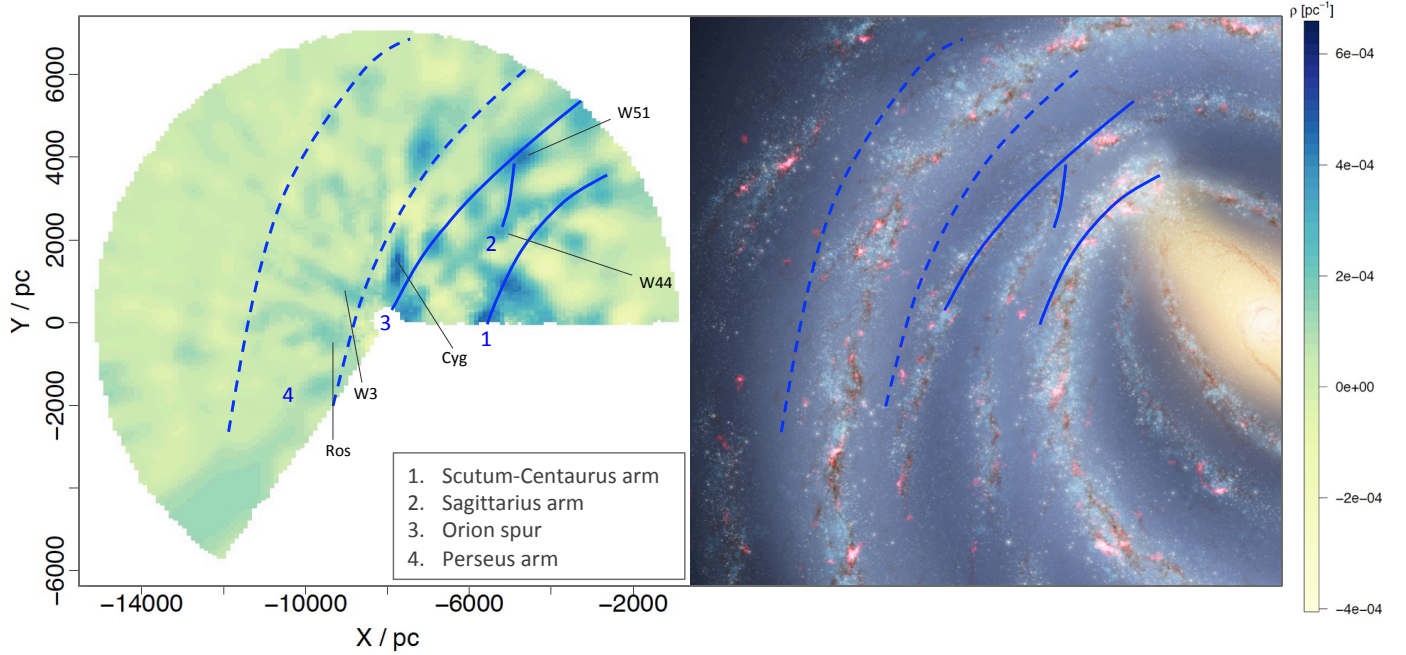 ρ [pc⁻¹]
6000
4000
2000
0
−2000
−6000
Y / pc
−14000
−10000
−6000
−2000
X / pc
W51
2
W44
3
1
Cyg
4
W3
Ros
1. Scutum-Centaurus arm
2. Sagittarius arm
3. Orion spur
4. Perseus arm
6e−04
4e−04
2e−04
0e+00
−2e−04
−4e−04